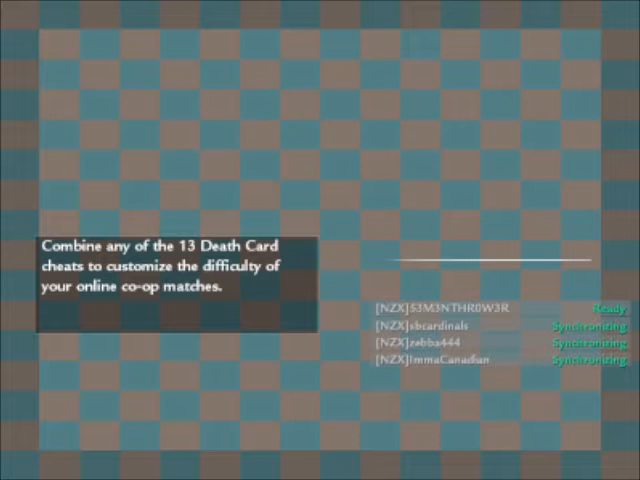 Combine any of the 13 Death Card
cheats to customize the difficulty of
your online co-op matches.
[NZX]S3M3NTHR0W3R Ready
[NZX]sbcardinals Synchronizing
[NZX]zebba444 Synchronizing
[NZX]ImmaCanadian Synchronizing